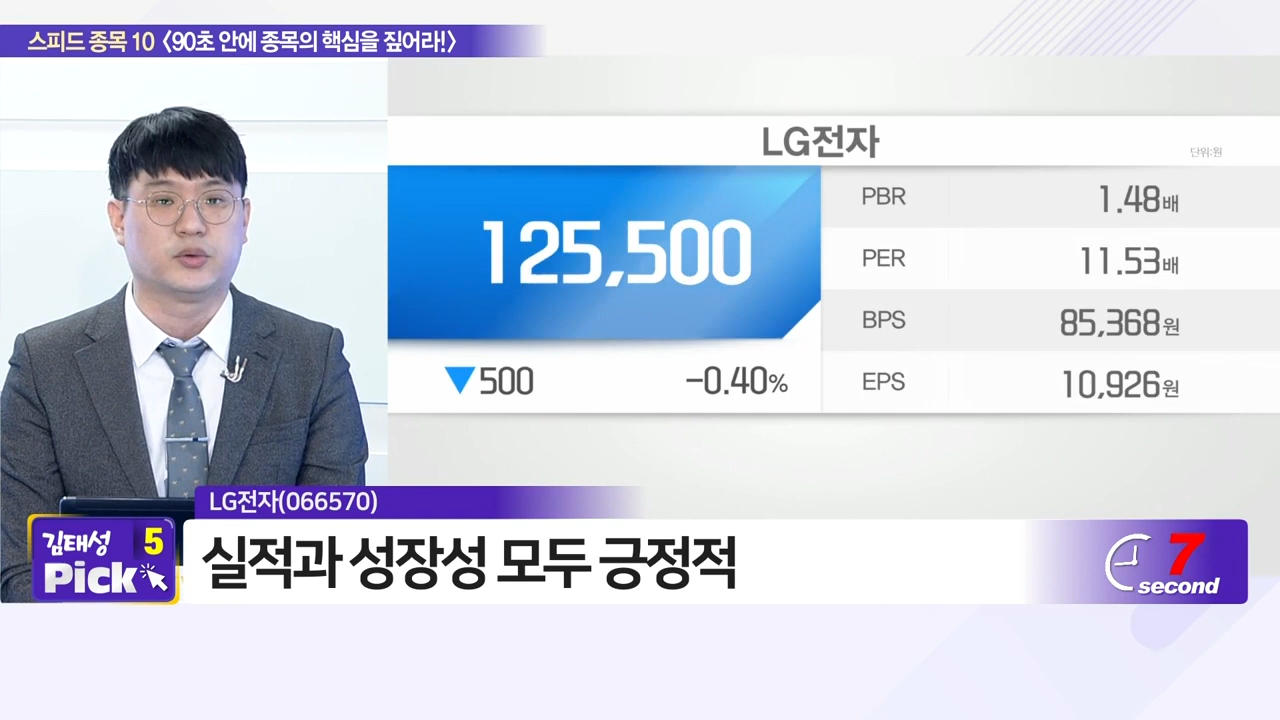 스피드 종목 10 <90초 안에 종목의 핵심을 짚어라!>
LG전자
단위:원
125,500
▼500 -0.40%
PBR 1.48배
PER 11.53배
BPS 85,368원
EPS 10,926원
LG전자(066570)
김태성 5
Pick
실적과 성장성 모두 긍정적
7
second